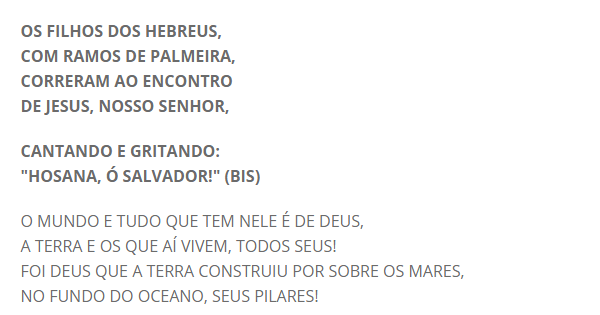 OS FILHOS DOS HEBREUS,
COM RAMOS DE PALMEIRA,
CORRERAM AO ENCONTRO
DE JESUS, NOSSO SENHOR,
CANTANDO E GRITANDO:
"HOSANA, Ó SALVADOR!" (BIS)
O MUNDO E TUDO QUE TEM NELE É DE DEUS,
A TERRA E OS QUE AÍ VIVEM, TODOS SEUS!
FOI DEUS QUE A TERRA CONSTRUIU POR SOBRE OS MARES,
NO FUNDO DO OCEANO, SEUS PILARES!